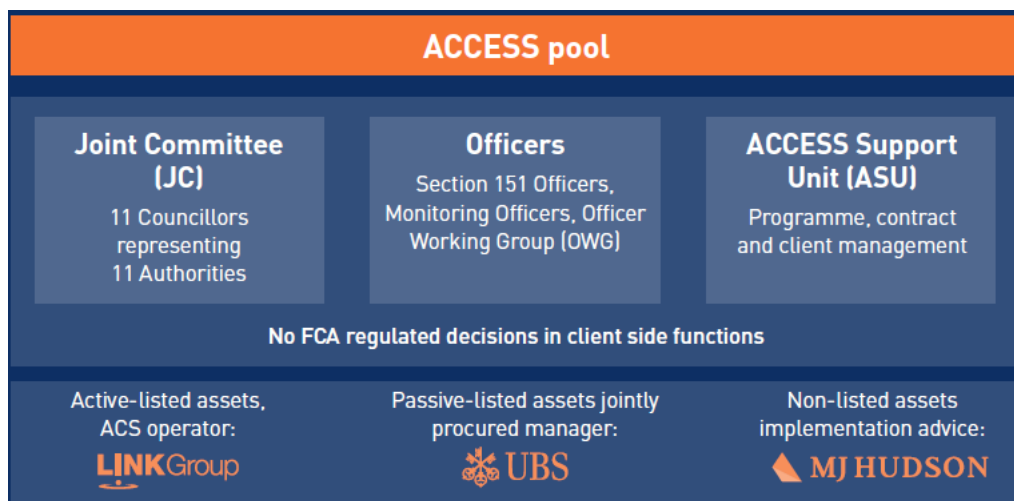 ACCESS pool
Joint Committee
(JC)
11 Councillors
representing
11 Authorities
Officers
Section 151 Officers,
Monitoring Officers, Officer
Working Group (OWG)
ACCESS Support
Unit (ASU)
Programme, contract
and client management
No FCA regulated decisions in client side functions
Active-listed assets,
ACS operator:
LINKGroup
Passive-listed assets jointly
procured manager:
UBS
Non-listed assets
implementation advice:
MJ HUDSON